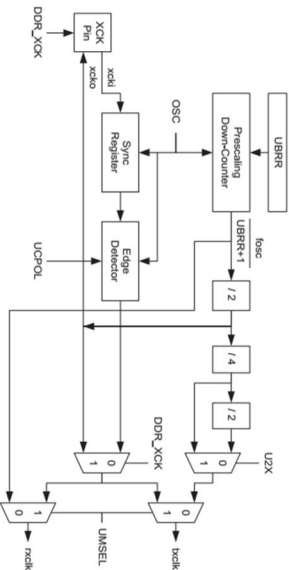 UBRR
fosc
UBRR+1
Prescaling
Down-Counter
/ 2
/ 4
/ 2
U2X
0
1
OSC
txclk
0
1
DDR_XCK
Sync
Register
Edge
Detector
0
1
UMSEL
xcki
XCK
Pin
xcko
DDR_XCK
UCPOL
1
0
rxclk